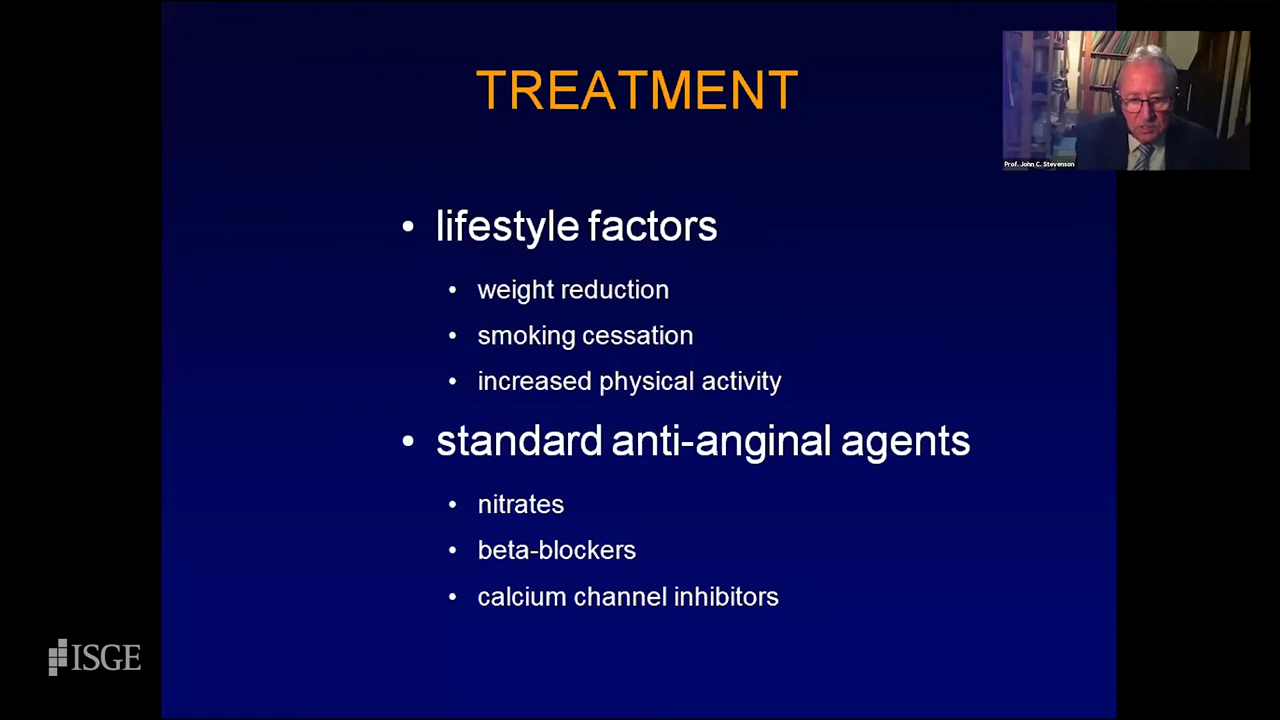 TREATMENT
Prof. John C. Stevenson
• lifestyle factors
• weight reduction
• smoking cessation
• increased physical activity
• standard anti-anginal agents
• nitrates
• beta-blockers
• calcium channel inhibitors
ISGE